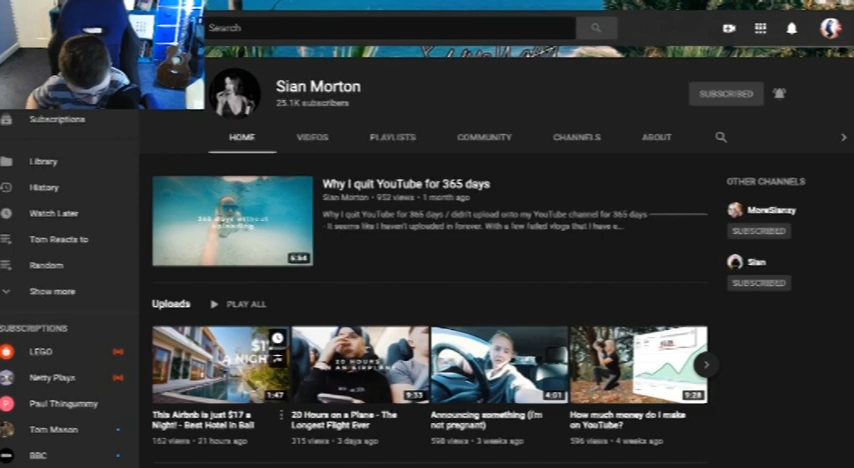 Search
Sian Morton
25.1K subscribers
SUBSCRIBED
HOME VIDEOS PLAYLISTS COMMUNITY CHANNELS ABOUT
Subscriptions
Library
History
Watch Later
Tom Reacts to
Random
Show more
SUBSCRIPTIONS
LEGO
Netty Plays
Paul Thingummy
Tom Mason
BBC
365 days without
uploading
6:54
Why I quit YouTube for 365 days
Sian Morton • 952 views • 1 month ago
Why I quit YouTube for 365 days / didn't upload onto my YouTube channel for 365 days
- It seems like I haven't uploaded in forever. With a few failed vlogs that I have e...
OTHER CHANNELS
MoreSianzy
SUBSCRIBED
Sian
SUBSCRIBED
Uploads PLAY ALL
A NIGHT
1:47
This Airbnb is just $17 a
Night! - Best Hotel in Bali
162 views • 21 hours ago
20 HOURS
ON AN AIRPLANE
9:33
20 Hours on a Plane - The
Longest Flight Ever
315 views • 3 days ago
4:01
Announcing something (I'm
not pregnant)
598 views • 3 weeks ago
9:28
How much money do I make
on YouTube?
596 views • 4 weeks ago